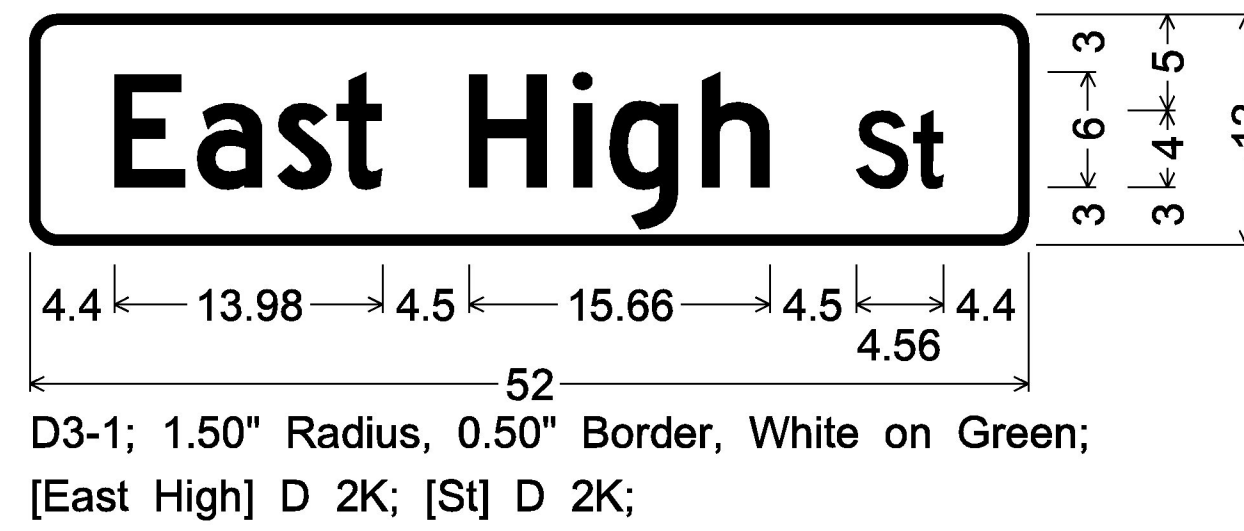 East High St
3
6
3
5
4
3
4.4 13.98 4.5 15.66 4.5 4.4
4.56
52
D3-1; 1.50" Radius, 0.50" Border, White on Green;
[East High] D 2K; [St] D 2K;